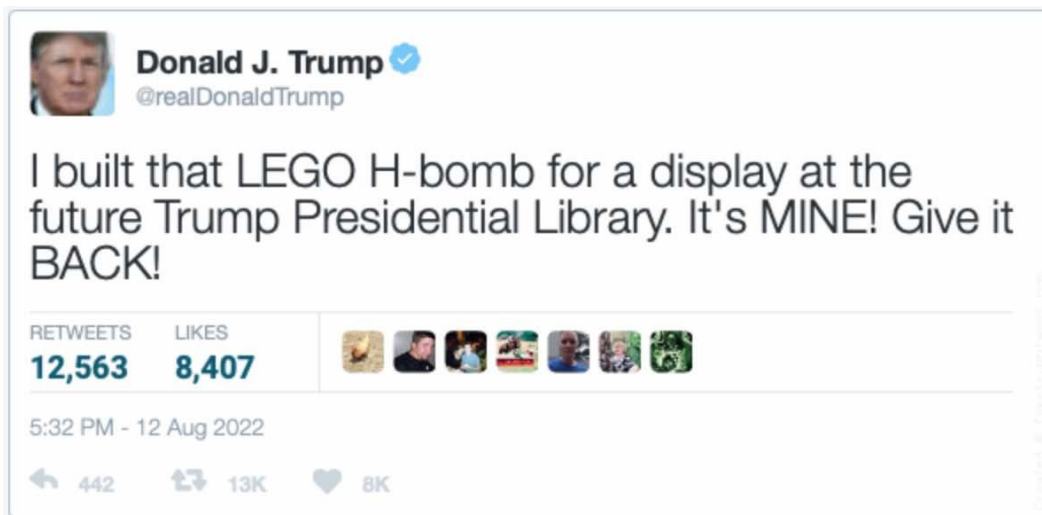 Donald J. Trump
@realDonaldTrump
I built that LEGO H-bomb for a display at the
future Trump Presidential Library. It's MINE! Give it
BACK!
RETWEETS LIKES
12,563 8,407
5:32 PM - 12 Aug 2022
442 13K 8K